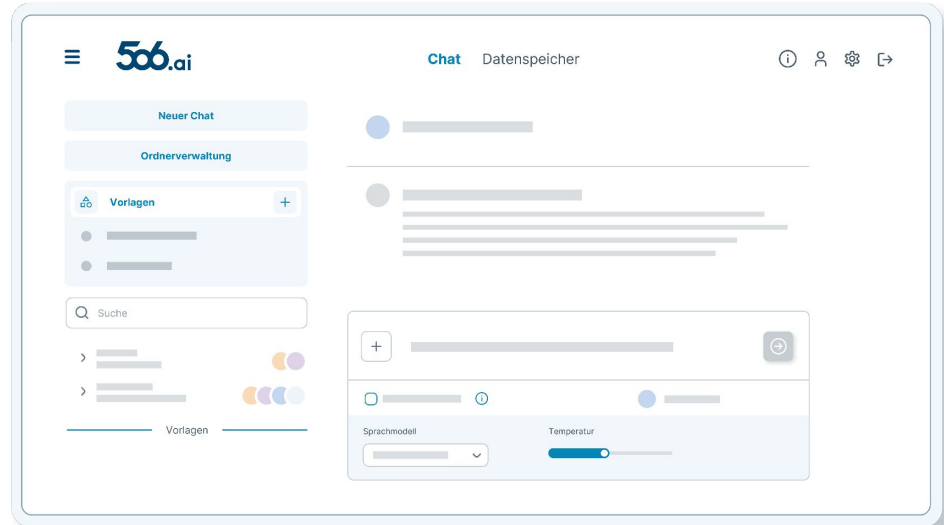 506.ai
Chat
Datenspeicher
Neuer Chat
Ordnerverwaltung
Vorlagen
Suche
Vorlagen
Sprachmodell
Temperatur